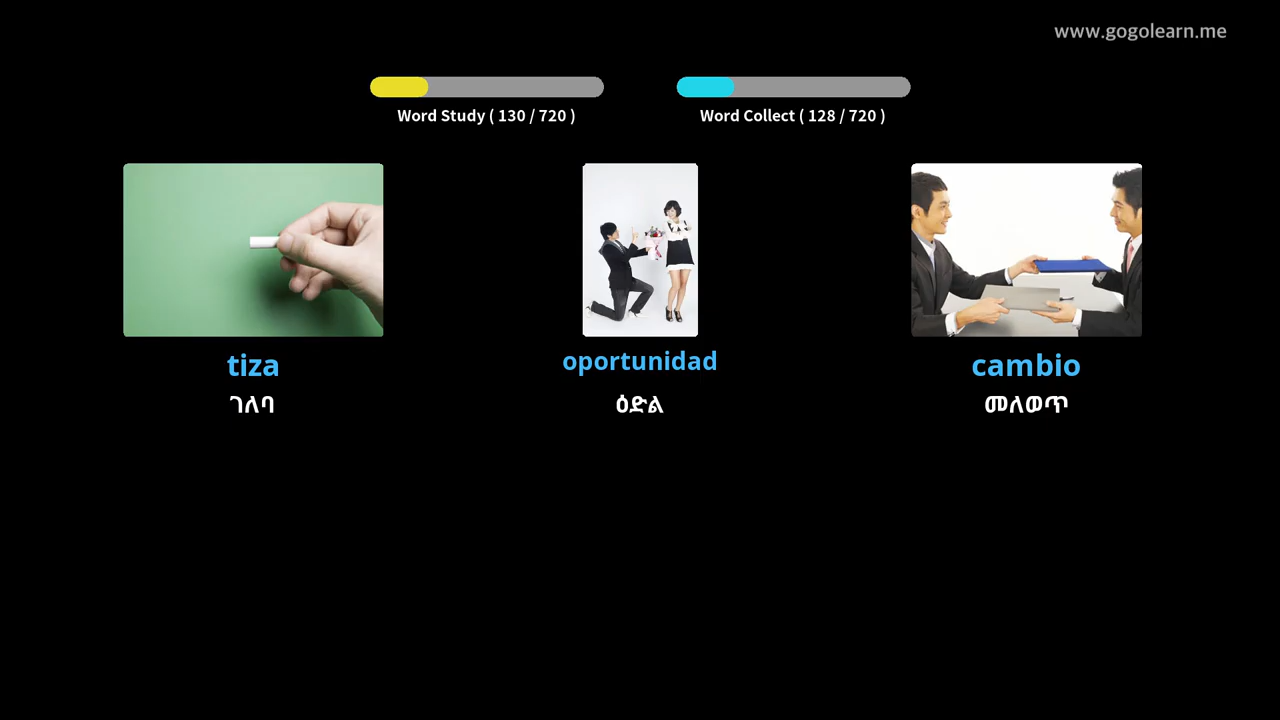 www.gogolearn.me
Word Study ( 130 / 720 )
Word Collect ( 128 / 720 )
tiza
ገለባ
oportunidad
ዕድል
cambio
መለወጥ